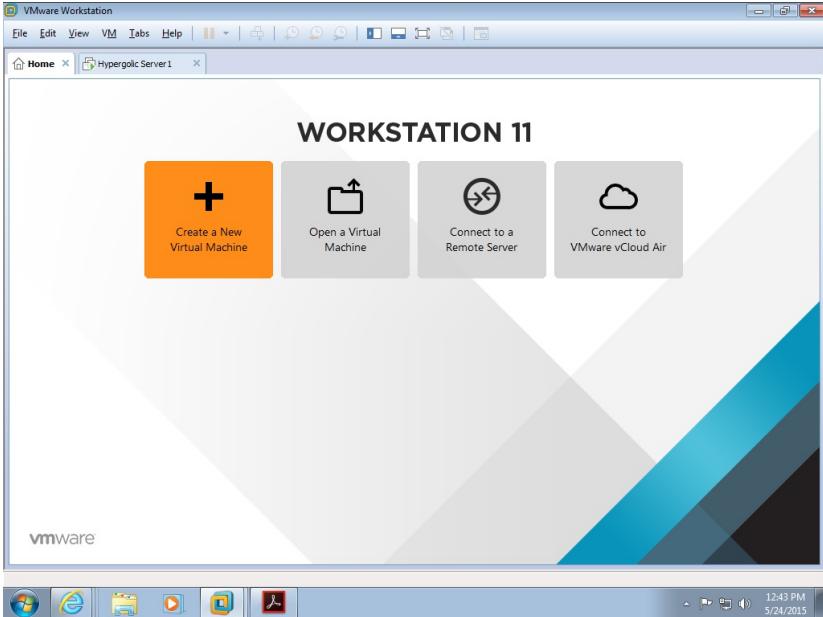 VMware Workstation
File Edit View VM Tabs Help
Home Hypergolic Server1
WORKSTATION 11
Create a New
Virtual Machine
Open a Virtual
Machine
Connect to a
Remote Server
Connect to
VMware vCloud Air
vmware
12:43 PM
5/24/2015